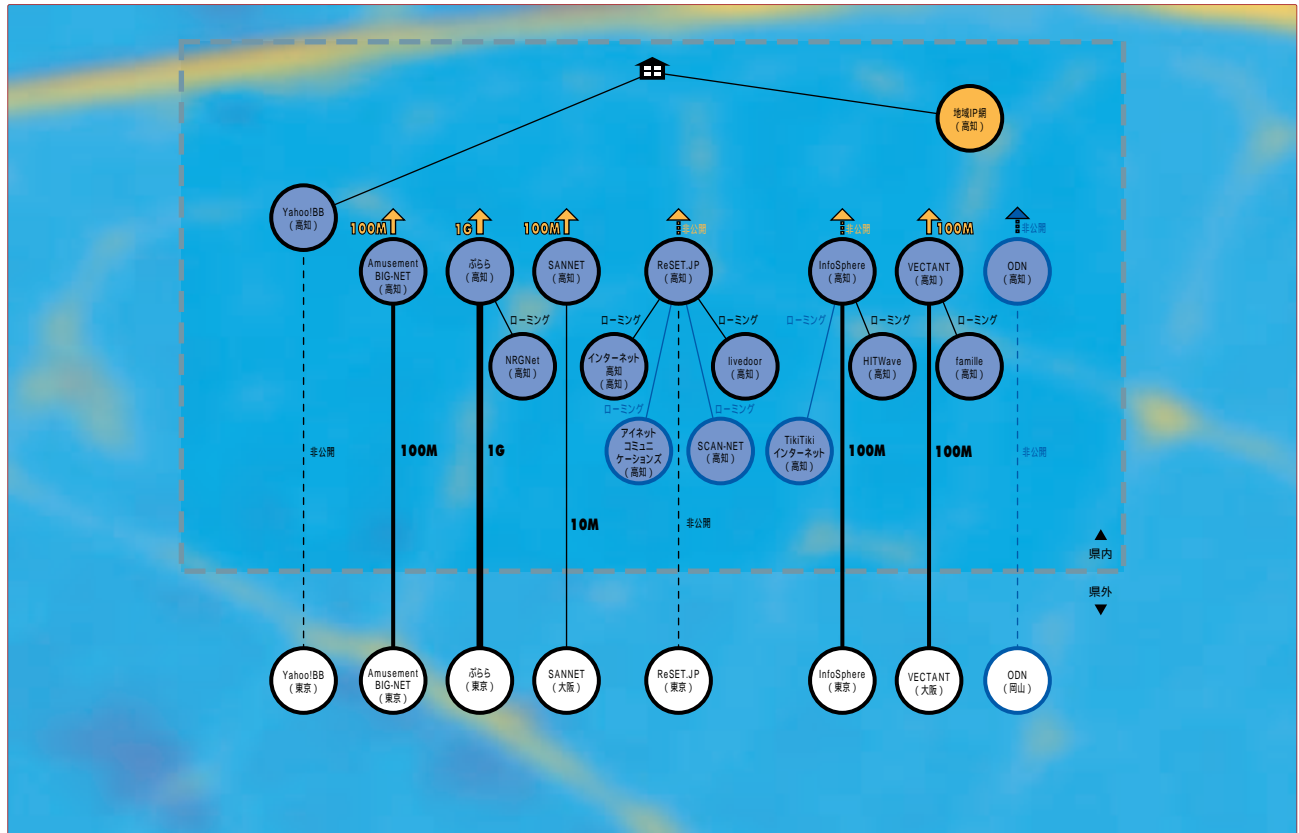 地域IP網
(高知)
Yahoo!BB
(高知)
100M
1G
100M
非公開
非公開
100M
非公開
Amusement
BIG-NET
(高知)
ぷらら
(高知)
SANNET
(高知)
ReSET.JP
(高知)
InfoSphere
(高知)
VECTANT
(高知)
ODN
(高知)
ローミング
ローミング
ローミング
ローミング
ローミング
ローミング
NRGNet
(高知)
インターネット
高知
(高知)
livedoor
(高知)
HITWave
(高知)
famille
(高知)
ローミング
ローミング
アイネット
コミュニ
ケーションズ
(高知)
SCAN-NET
(高知)
TikiTiki
インターネット
(高知)
非公開
100M
1G
100M
100M
非公開
10M
非公開
▲
県内
県外
▼
Yahoo!BB
(東京)
Amusement
BIG-NET
(東京)
ぷらら
(東京)
SANNET
(大阪)
ReSET.JP
(東京)
InfoSphere
(東京)
VECTANT
(大阪)
ODN
(岡山)